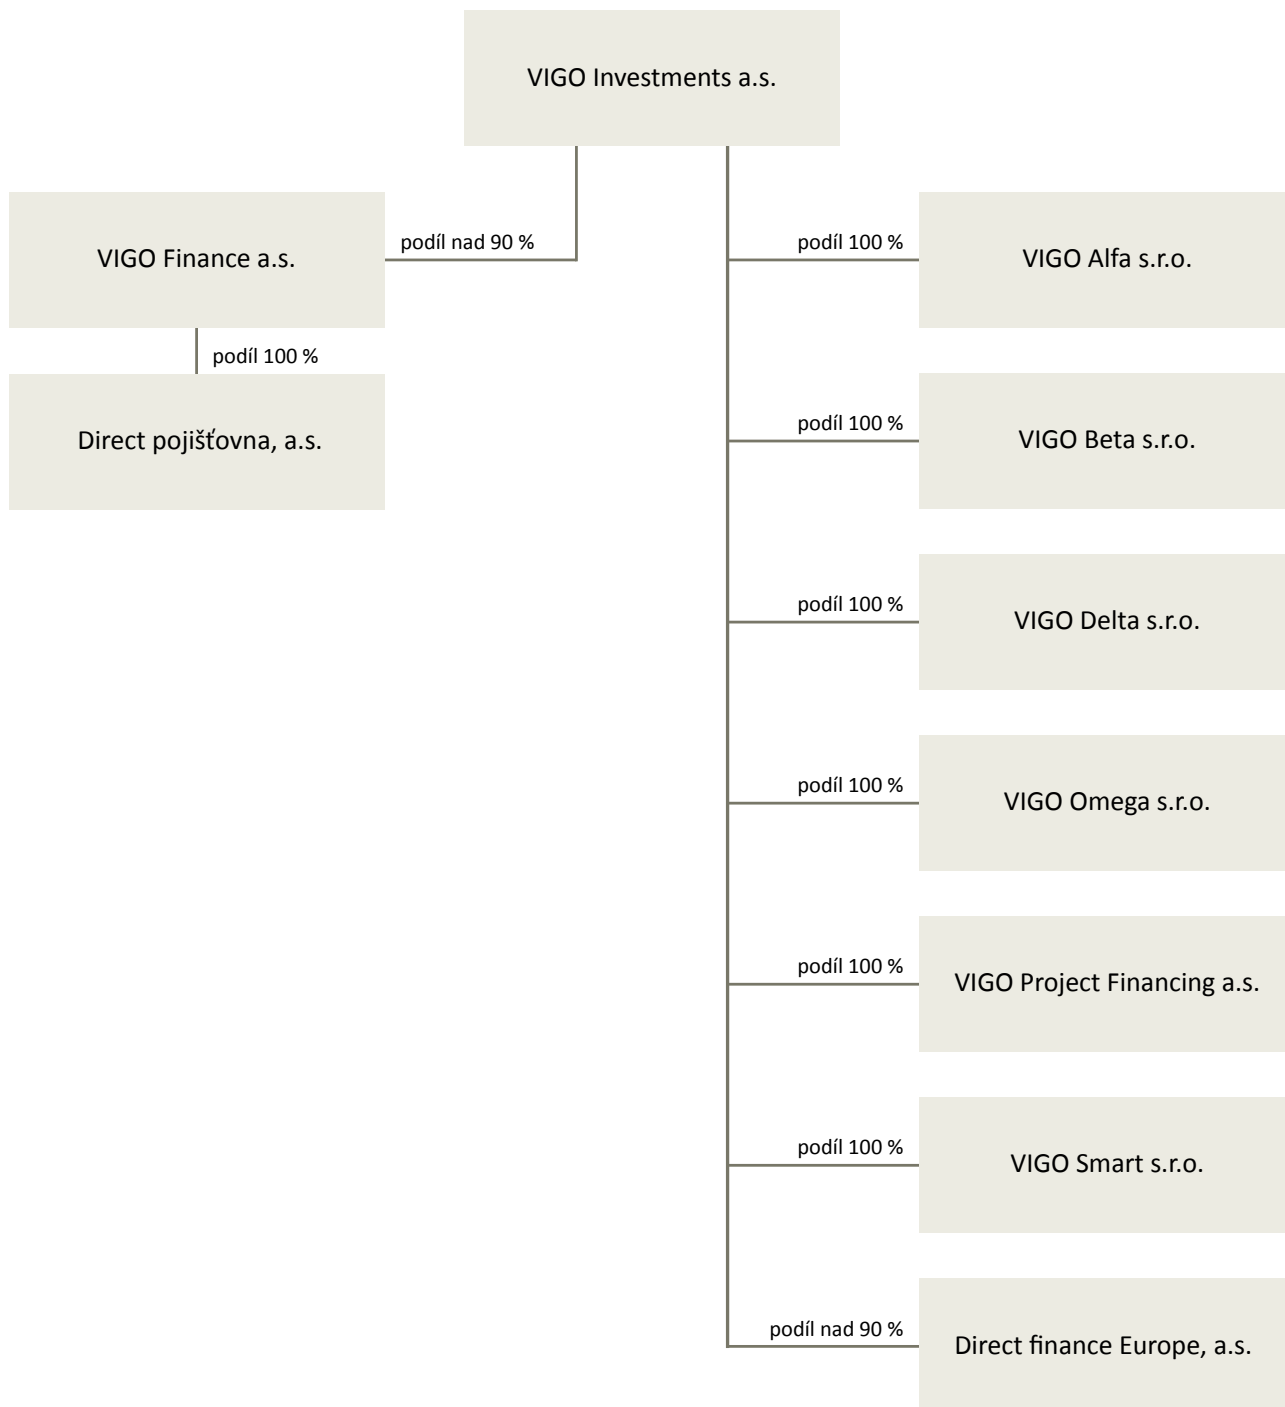 VIGO Investments a.s.
VIGO Finance a.s.
podíl nad 90 %
podíl 100 %
Direct pojišťovna, a.s.
podíl 100 %
VIGO Alfa s.r.o.
podíl 100 %
VIGO Beta s.r.o.
podíl 100 %
VIGO Delta s.r.o.
podíl 100 %
VIGO Omega s.r.o.
podíl 100 %
VIGO Project Financing a.s.
podíl 100 %
VIGO Smart s.r.o.
podíl nad 90 %
Direct finance Europe, a.s.